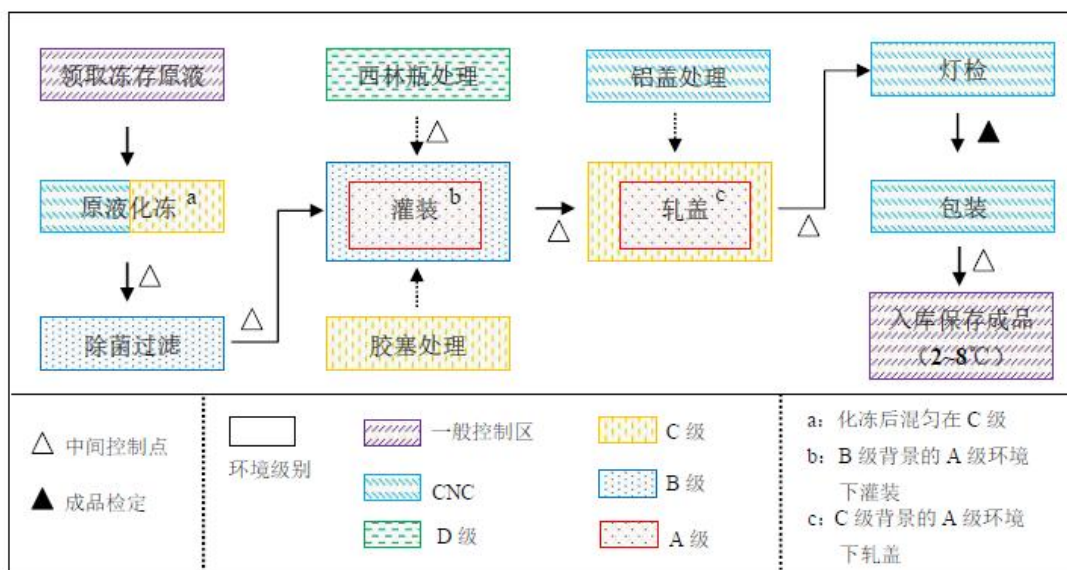 领取冻存原液
西林瓶处理
铝盖处理
灯检
原液化冻 a
灌装 b
轧盖 c
包装
除菌过滤
胶塞处理
入库保存成品
（2~8℃）
中间控制点
成品检定
环境级别
一般控制区
CNC
D 级
C 级
B 级
A 级
a：化冻后混匀在 C 级
b：B 级背景的 A 级环境
下灌装
c：C 级背景的 A 级环境
下轧盖